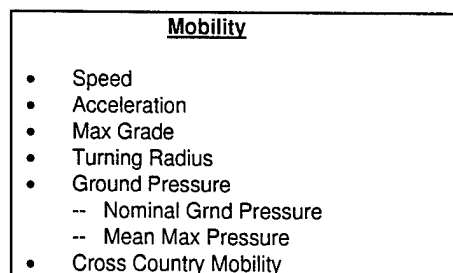 Mobility
• Speed
• Acceleration
• Max Grade
• Turning Radius
• Ground Pressure
-- Nominal Grnd Pressure
-- Mean Max Pressure
• Cross Country Mobility